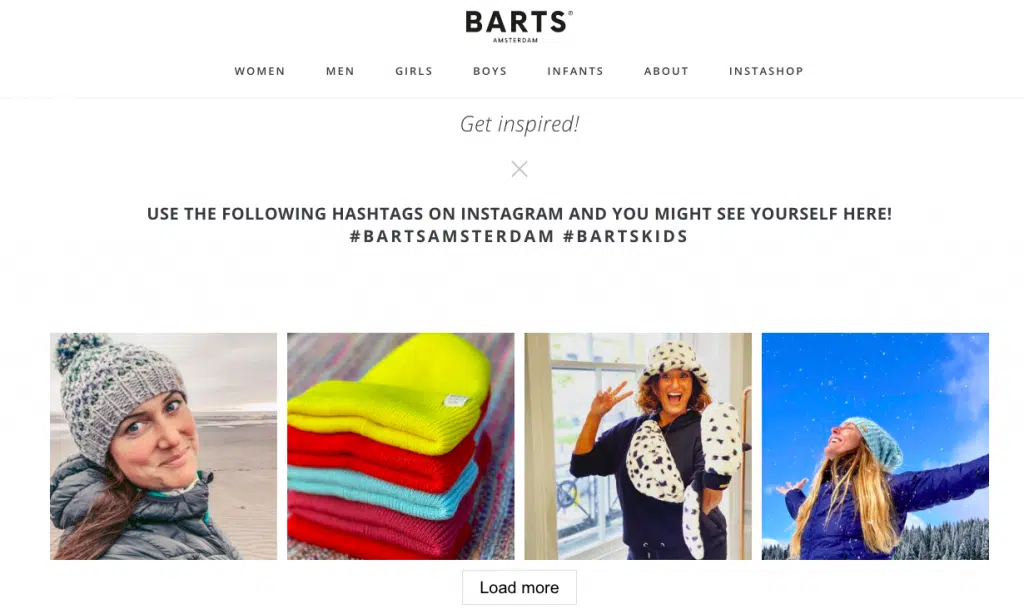 BARTS®
AMSTERDAM
WOMEN MEN GIRLS BOYS INFANTS ABOUT INSTASHOP
Get inspired!
USE THE FOLLOWING HASHTAGS ON INSTAGRAM AND YOU MIGHT SEE YOURSELF HERE!
#BARTSAMSTERDAM #BARTSKIDS
Load more